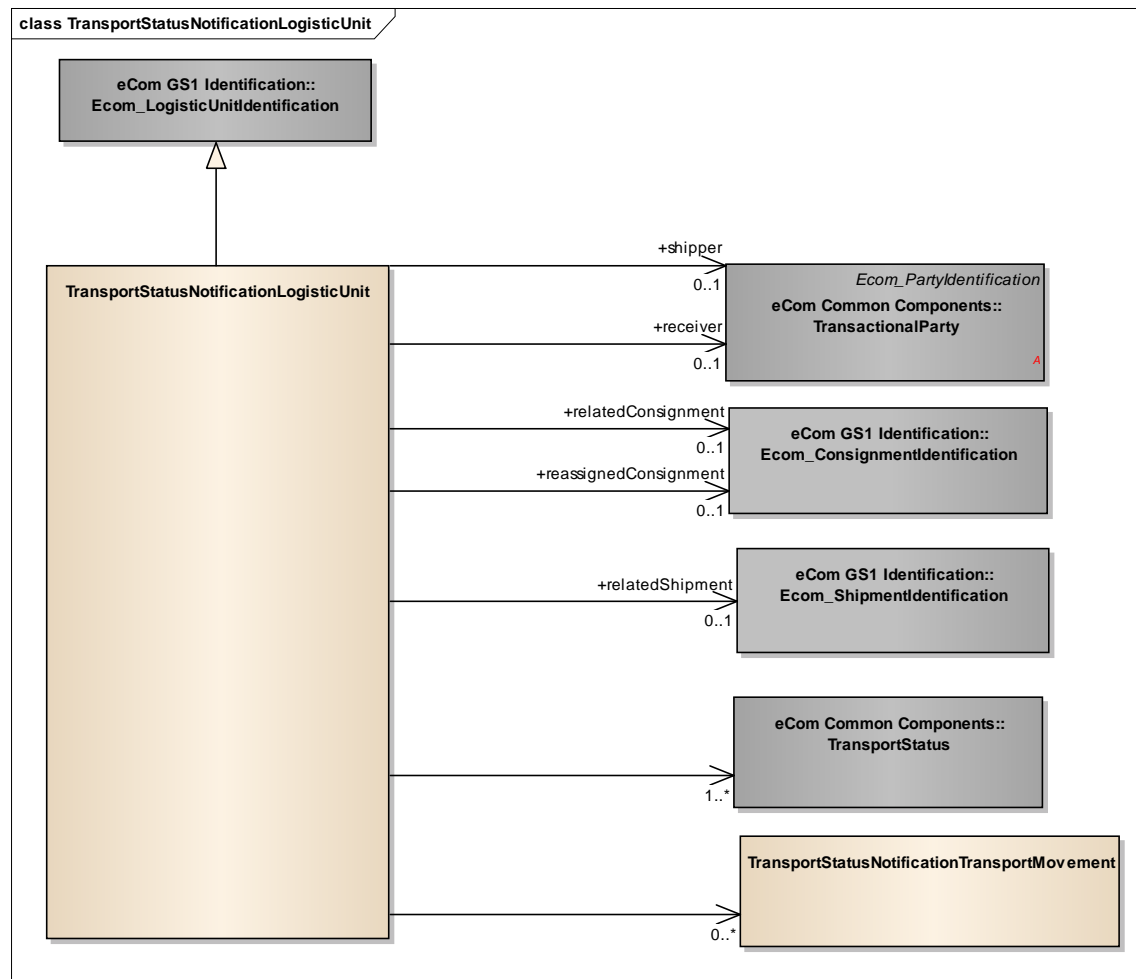 class TransportStatusNotificationLogisticUnit
eCom GS1 Identification::
Ecom_LogisticUnitIdentification
TransportStatusNotificationLogisticUnit
+shipper
0..1
Ecom_PartyIdentification
eCom Common Components::
TransactionalParty
A
+receiver
0..1
+relatedConsignment
0..1
eCom GS1 Identification::
Ecom_ConsignmentIdentification
+reassignedConsignment
0..1
+relatedShipment
0..1
eCom GS1 Identification::
Ecom_ShipmentIdentification
eCom Common Components::
TransportStatus
1..*
TransportStatusNotificationTransportMovement
0..*